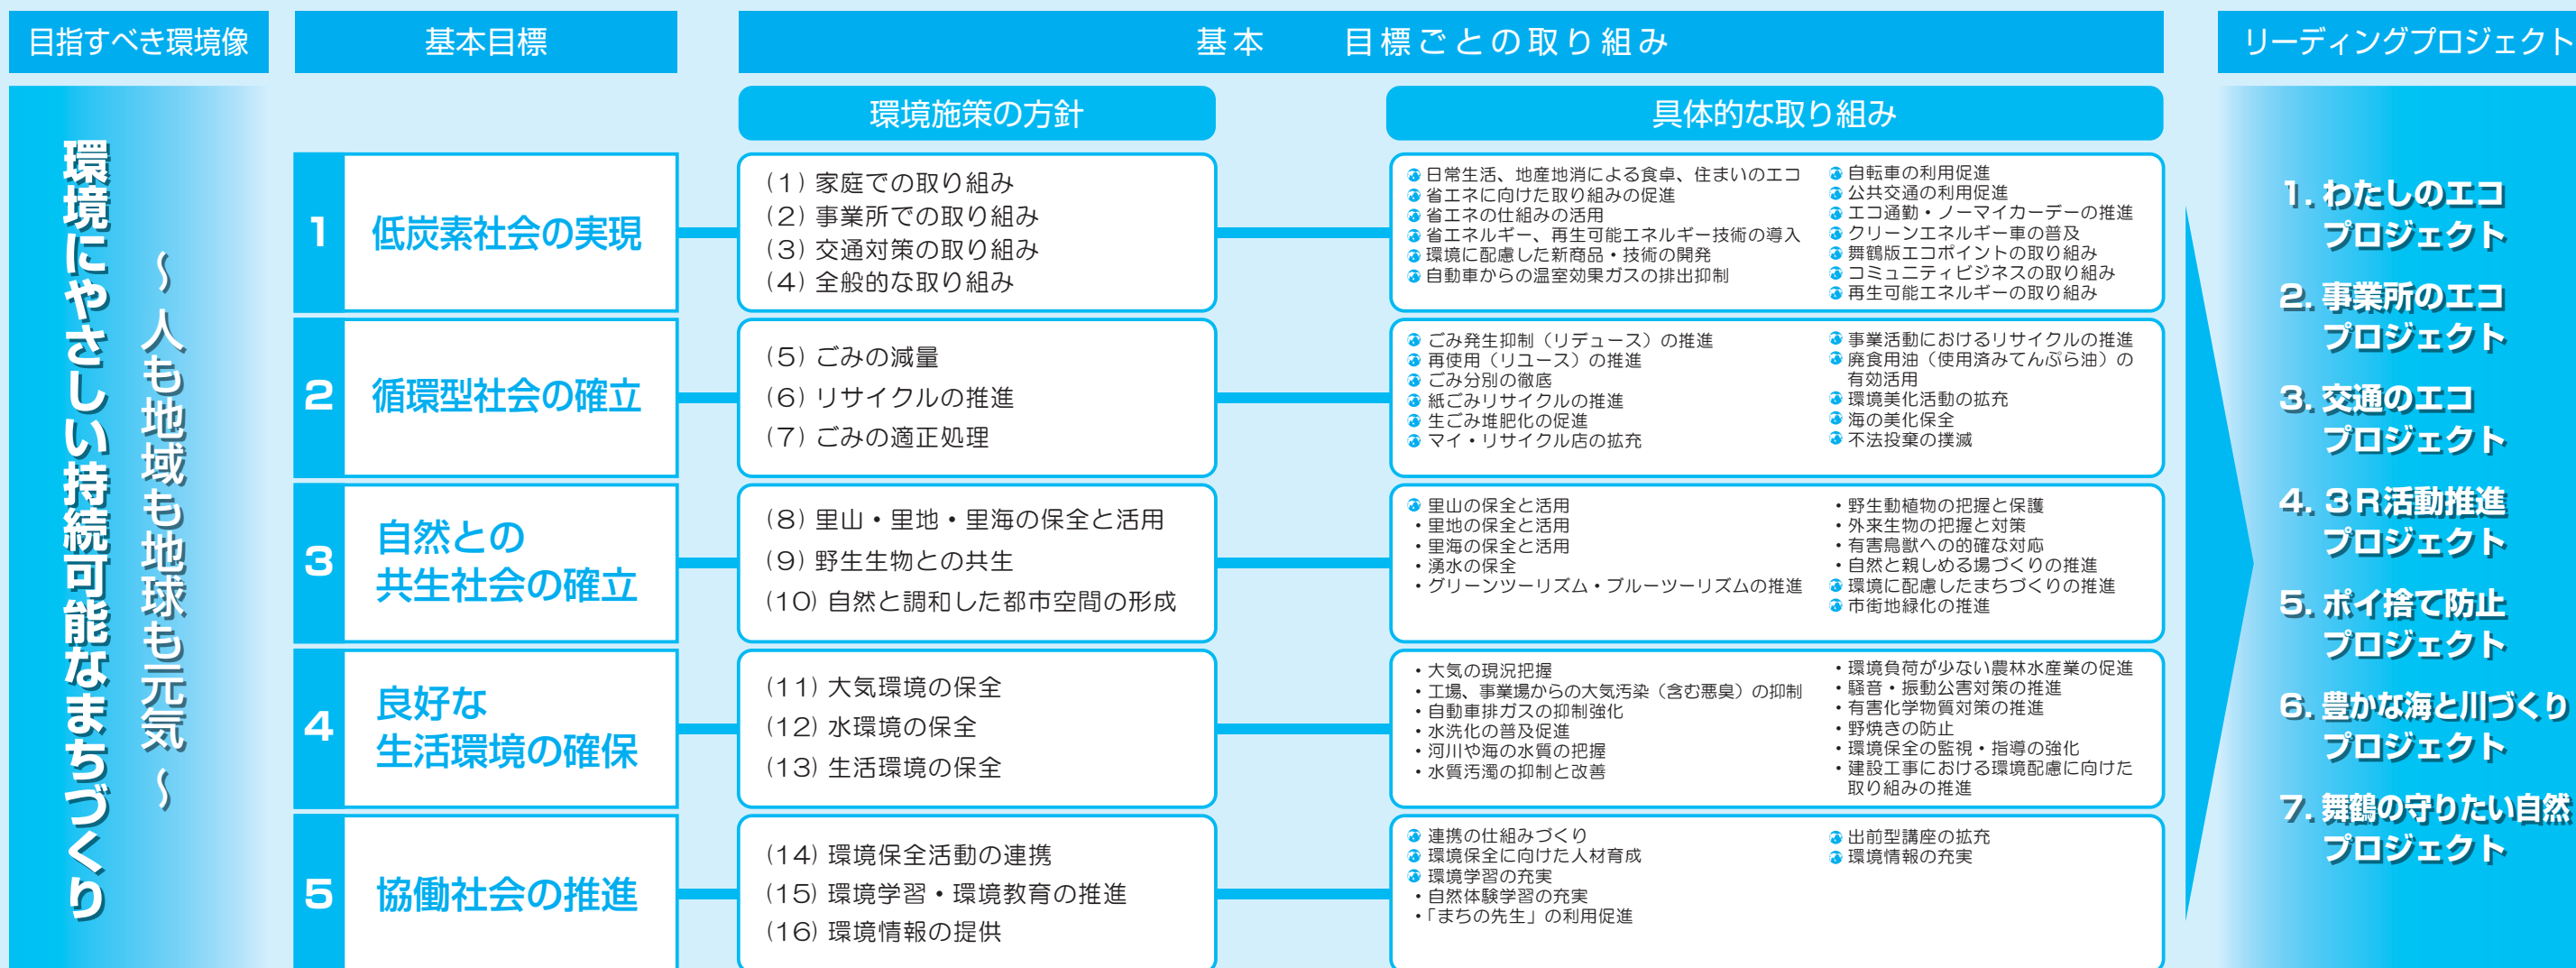 目指すべき環境像
基本目標
基本 目標ごとの取り組み
リーディングプロジェクト
環境施策の方針
具体的な取り組み
環境にやさしい持続可能なまちづくり
~ 人も地域も地球も元気 ~
1 低炭素社会の実現
(1) 家庭での取り組み
(2) 事業所での取り組み
(3) 交通対策の取り組み
(4) 全般的な取り組み
日常生活、地産地消による食卓、住まいのエコ
省エネに向けた取り組みの促進
省エネの仕組みの活用
省エネルギー、再生可能エネルギー技術の導入
環境に配慮した新商品・技術の開発
自動車からの温室効果ガスの排出抑制
自転車の利用促進
公共交通の利用促進
エコ通勤・ノーマイカーデーの推進
クリーンエネルギー車の普及
舞鶴版エコポイントの取り組み
コミュニティビジネスの取り組み
再生可能エネルギーの取り組み
2 循環型社会の確立
(5) ごみの減量
(6) リサイクルの推進
(7) ごみの適正処理
ごみ発生抑制(リデュース)の推進
再使用(リユース)の推進
ごみ分別の徹底
紙ごみリサイクルの推進
生ごみ堆肥化の促進
マイ・リサイクル店の拡充
事業活動におけるリサイクルの推進
廃食用油(使用済みてんぷら油)の
有効活用
環境美化活動の拡充
海の美化保全
不法投棄の撲滅
3 自然との
共生社会の確立
(8) 里山・里地・里海の保全と活用
(9) 野生生物との共生
(10) 自然と調和した都市空間の形成
里山の保全と活用
・里地の保全と活用
・里海の保全と活用
・湧水の保全
・グリーンツーリズム・ブルーツーリズムの推進
・野生動植物の把握と保護
・外来生物の把握と対策
・有害鳥獣への的確な対応
・自然と親しめる場づくりの推進
環境に配慮したまちづくりの推進
市街地緑化の推進
4 良好な
生活環境の確保
(11) 大気環境の保全
(12) 水環境の保全
(13) 生活環境の保全
・大気の現況把握
・工場、事業場からの大気汚染(含む悪臭)の抑制
・自動車排ガスの抑制強化
・水洗化の普及促進
・河川や海の水質の把握
・水質汚濁の抑制と改善
・環境負荷が少ない農林水産業の促進
・騒音・振動公害対策の推進
・有害化学物質対策の推進
・野焼きの防止
・環境保全の監視・指導の強化
・建設工事における環境配慮に向けた
取り組みの推進
5 協働社会の推進
(14) 環境保全活動の連携
(15) 環境学習・環境教育の推進
(16) 環境情報の提供
連携の仕組みづくり
環境保全に向けた人材育成
環境学習の充実
・自然体験学習の充実
・「まちの先生」の利用促進
出前型講座の拡充
環境情報の充実
1. わたしのエコ
プロジェクト
2. 事業所のエコ
プロジェクト
3. 交通のエコ
プロジェクト
4. 3R活動推進
プロジェクト
5. ポイ捨て防止
プロジェクト
6. 豊かな海と川づくり
プロジェクト
7. 舞鶴の守りたい自然
プロジェクト